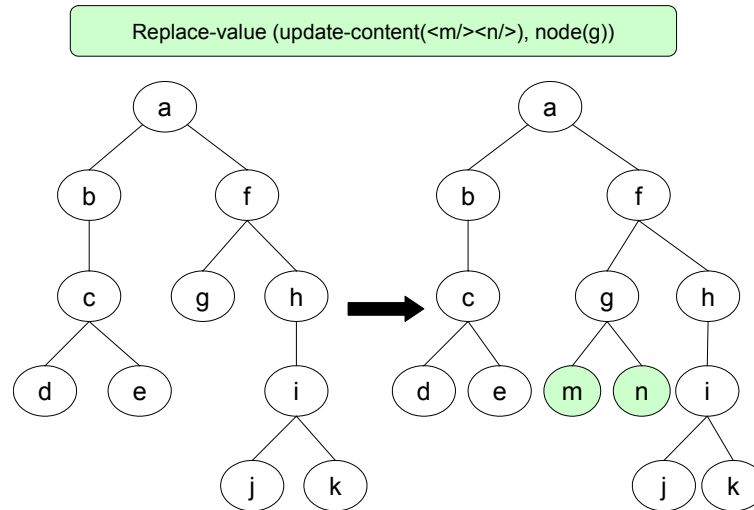 Replace-value (update-content(<m/><n/>), node(g))
a a
b f b f
c g h c g h
d e i d e m n i
j k j k